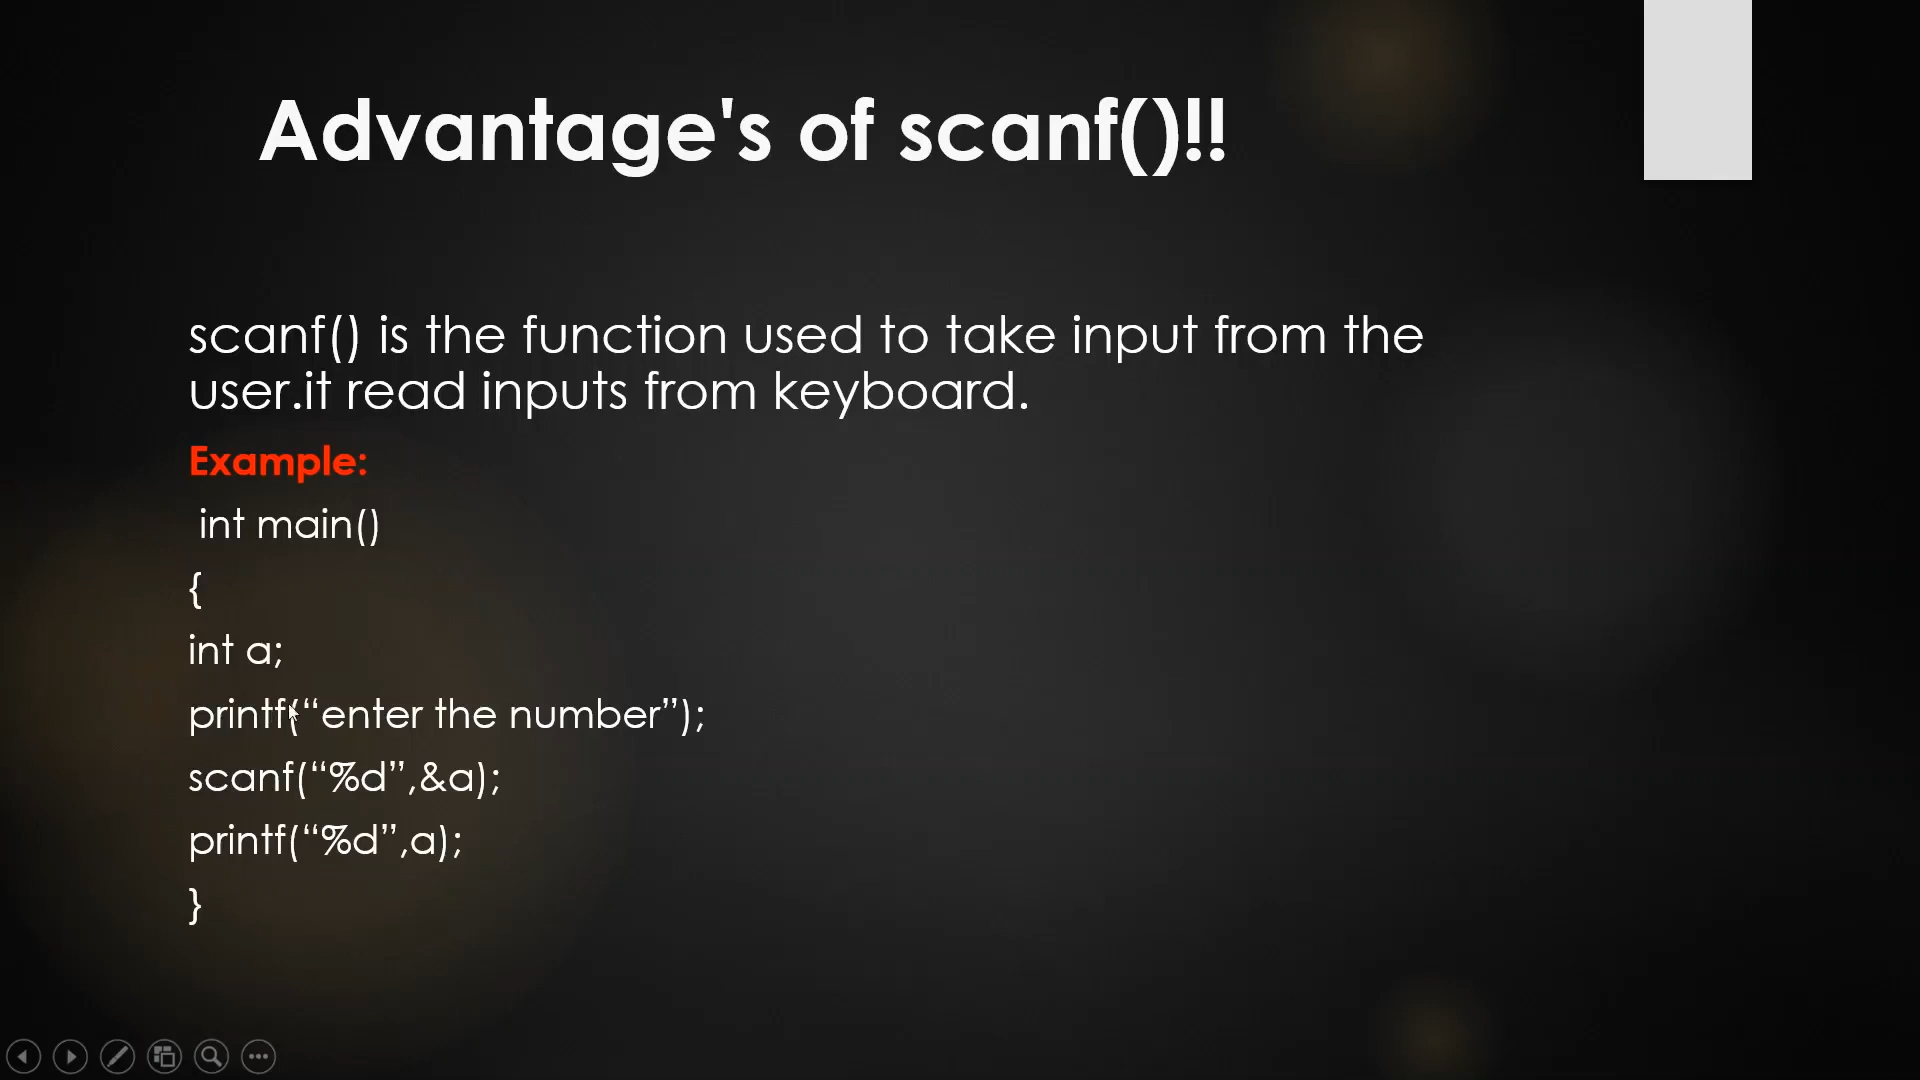 Advantage's of scanf()!!
scanf() is the function used to take input from the
user.it read inputs from keyboard.
Example:
int main()
{
int a;
printf(“enter the number”);
scanf(“%d”,&a);
printf(“%d”,a);
}